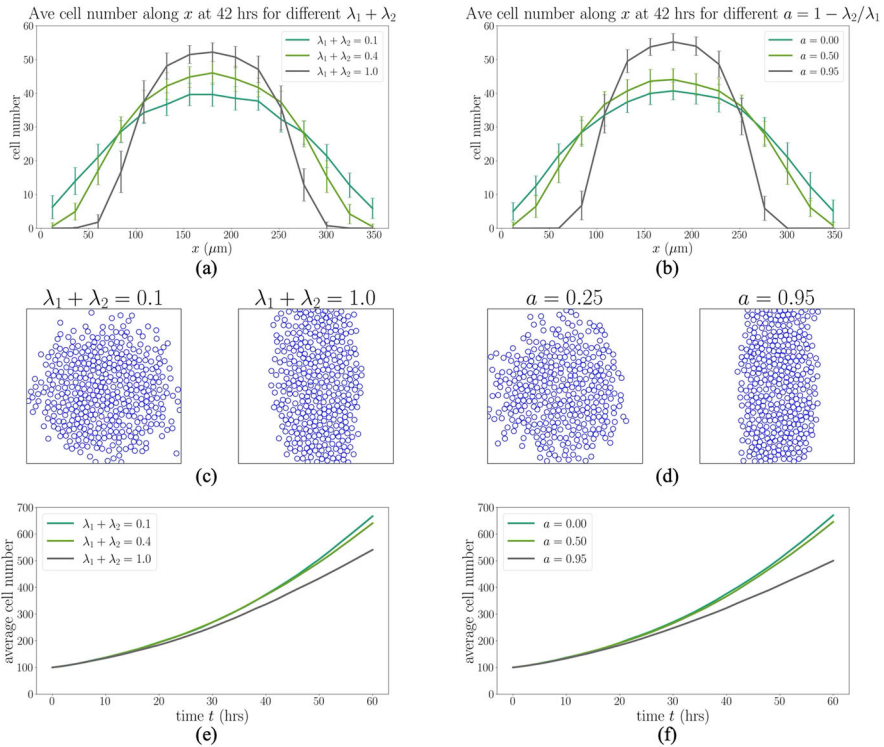 Ave cell number along x at 42 hrs for different λ₁ + λ₂
60
50
40
30
20
10
0
cell number
λ₁ + λ₂ = 0.1
λ₁ + λ₂ = 0.4
λ₁ + λ₂ = 1.0
0 50 100 150 200 250 300 350
x (μm)
(a)
Ave cell number along x at 42 hrs for different a = 1 − λ₂/λ₁
60
50
40
30
20
10
0
cell number
a = 0.00
a = 0.50
a = 0.95
0 50 100 150 200 250 300 350
x (μm)
(b)
λ₁ + λ₂ = 0.1
λ₁ + λ₂ = 1.0
(c)
a = 0.25
a = 0.95
(d)
700
600
500
400
300
200
100
0
average cell number
λ₁ + λ₂ = 0.1
λ₁ + λ₂ = 0.4
λ₁ + λ₂ = 1.0
0 10 20 30 40 50 60
time t (hrs)
(e)
700
600
500
400
300
200
100
0
average cell number
a = 0.00
a = 0.50
a = 0.95
0 10 20 30 40 50 60
time t (hrs)
(f)